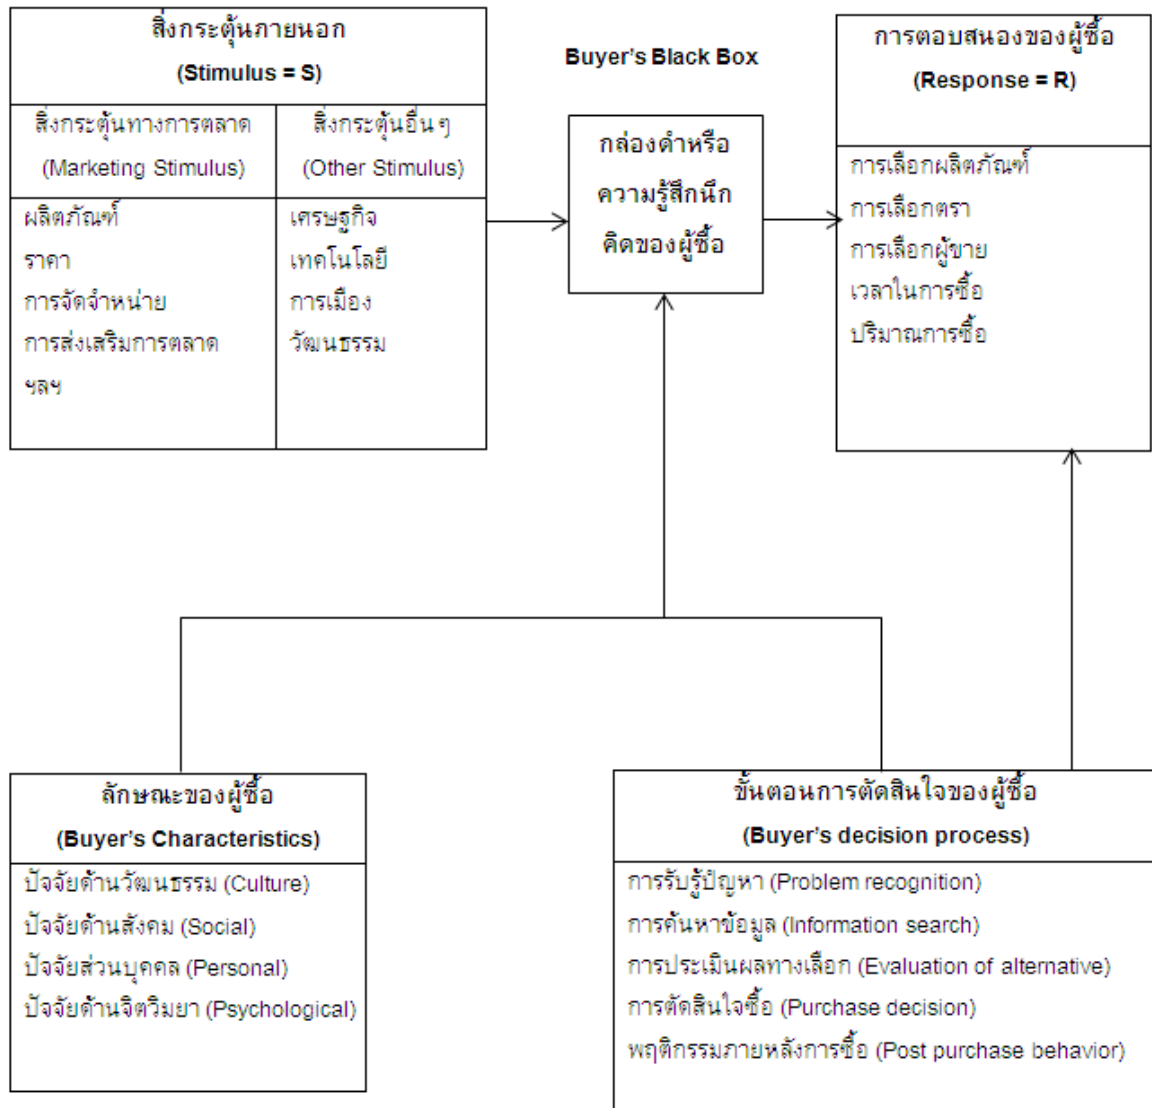 สิ่งกระตุ้นภายนอก
(Stimulus = S)
สิ่งกระตุ้นทางการตลาด
(Marketing Stimulus)
สิ่งกระตุ้นอื่นๆ
(Other Stimulus)
ผลิตภัณฑ์
ราคา
การจัดจำหน่าย
การส่งเสริมการตลาด
ฯลฯ
เศรษฐกิจ
เทคโนโลยี
การเมือง
วัฒนธรรม
Buyer's Black Box
กล่องดำหรือ
ความรู้สึกนึก
คิดของผู้ซื้อ
การตอบสนองของผู้ซื้อ
(Response = R)
การเลือกผลิตภัณฑ์
การเลือกตรา
การเลือกผู้ขาย
เวลาในการซื้อ
ปริมาณการซื้อ
ลักษณะของผู้ซื้อ
(Buyer's Characteristics)
ปัจจัยด้านวัฒนธรรม (Culture)
ปัจจัยด้านสังคม (Social)
ปัจจัยส่วนบุคคล (Personal)
ปัจจัยด้านจิตวิมยา (Psychological)
ขั้นตอนการตัดสินใจของผู้ซื้อ
(Buyer's decision process)
การรับรู้ปัญหา (Problem recognition)
การค้นหาข้อมูล (Information search)
การประเมินผลทางเลือก (Evaluation of alternative)
การตัดสินใจซื้อ (Purchase decision)
พฤติกรรมภายหลังการซื้อ (Post purchase behavior)